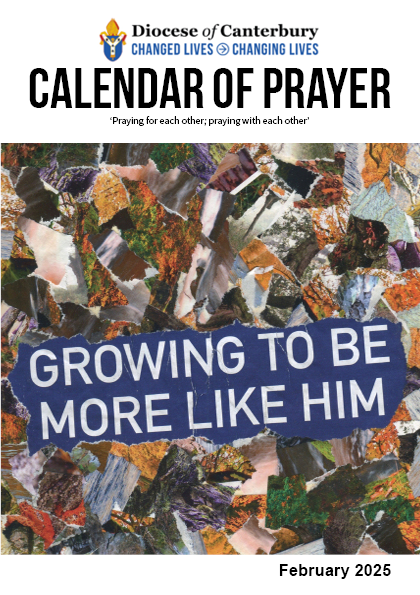 Diocese of Canterbury
CHANGED LIVES → CHANGING LIVES
CALENDAR OF PRAYER
‘Praying for each other; praying with each other’
GROWING TO BE
MORE LIKE HIM
February 2025